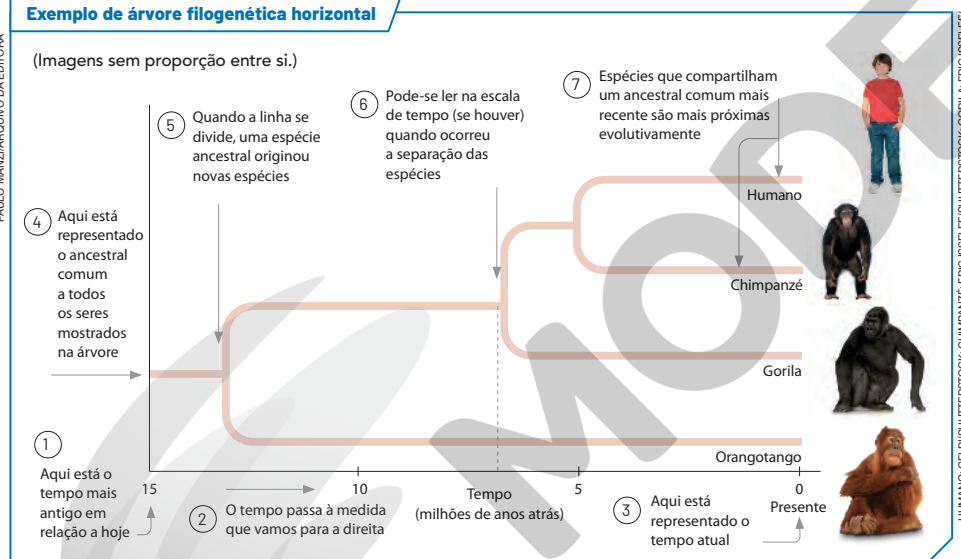 Exemplo de árvore filogenética horizontal
(Imagens sem proporção entre si.)
4
Aqui está
representado
o ancestral
comum
a todos
os seres
mostrados
na árvore
5
Quando a linha se
divide, uma espécie
ancestral originou
novas espécies
6
Pode-se ler na escala
de tempo (se houver)
quando ocorreu
a separação das
espécies
7
Espécies que compartilham
um ancestral comum mais
recente são mais próximas
evolutivamente
Humano
Chimpanzé
Gorila
Orangotango
1
Aqui está o
tempo mais
antigo em
relação a hoje
15
10
5
0
2
O tempo passa à medida
que vamos para a direita
Tempo
(milhões de anos atrás)
3
Aqui está
representado o
tempo atual
Presente
PAULO MANZI/ARQUIVO DA EDITORA
MODE